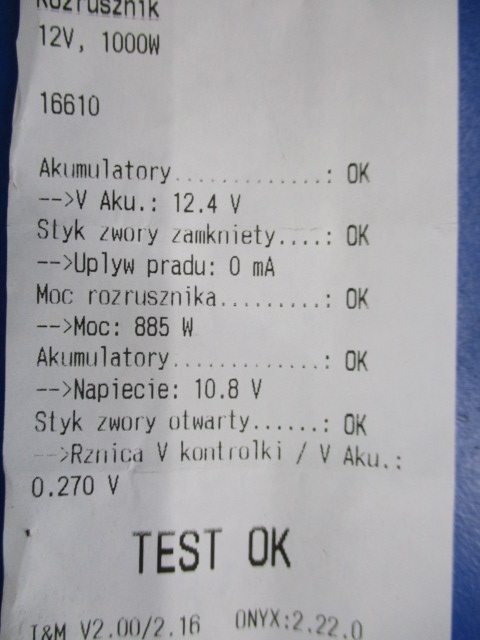 Rozrusznik
12V, 1000W
16610
Akumulatory.............: OK
-->V Aku.: 12.4 V
Styk zwory zamkniety....: OK
-->Uplyw pradu: 0 mA
Moc rozrusznika.........: OK
-->Moc: 885 W
Akumulatory.............: OK
-->Napiecie: 10.8 V
Styk zwory otwarty......: OK
-->Rznica V kontrolki / V Aku.:
0.270 V
TEST OK
I&M V2.00/2.16 ONYX:2.22.0